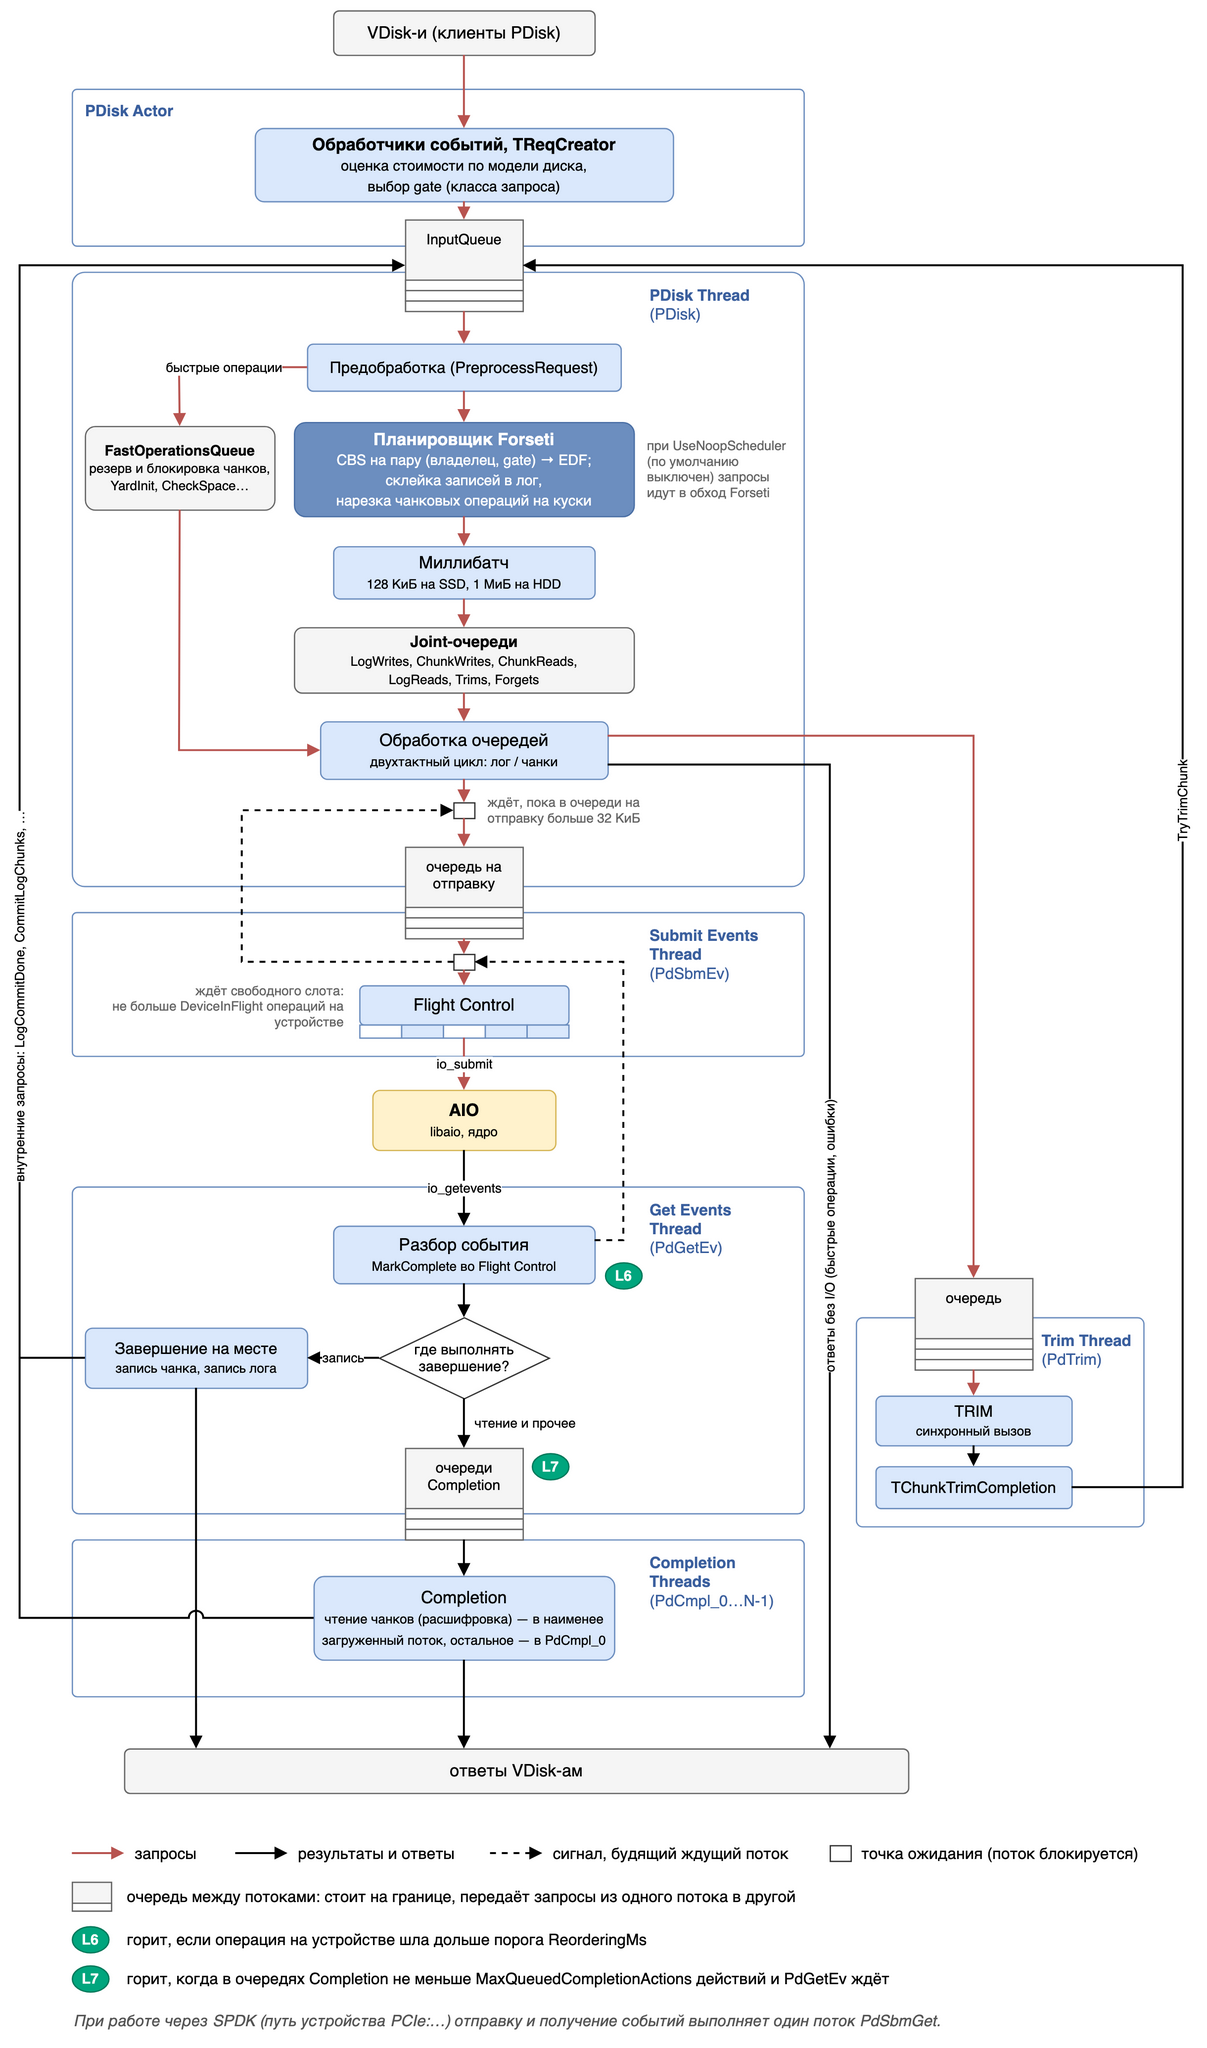 VDisk-и (клиенты PDisk)
PDisk Actor
Обработчики событий, TReqCreator
оценка стоимости по модели диска,
выбор gate (класса запроса)
InputQueue
PDisk Thread
(PDisk)
Предобработка (PreprocessRequest)
быстрые операции
FastOperationsQueue
резерв и блокировка чанков,
YardInit, CheckSpace…
Планировщик Forseti
CBS на пару (владелец, gate) → EDF;
склейка записей в лог,
нарезка чанковых операций на куски
при UseNoopScheduler
(по умолчанию
выключен) запросы
идут в обход Forseti
Миллибатч
128 КиБ на SSD, 1 МиБ на HDD
Joint-очереди
LogWrites, ChunkWrites, ChunkReads,
LogReads, Trims, Forgets
Обработка очередей
двухтактный цикл: лог / чанки
ждёт, пока в очереди на
отправку больше 32 КиБ
TryTrimChunk
внутренние запросы: LogCommitDone, CommitLogChunks, …
очередь на
отправку
Submit Events
Thread
(PdSbmEv)
ждёт свободного слота:
не больше DeviceInFlight операций на
устройстве
Flight Control
io_submit
AIO
libaio, ядро
ответы без I/O (быстрые операции, ошибки)
io_getevents
Get Events
Thread
(PdGetEv)
Разбор события
MarkComplete во Flight Control
L6
очередь
Завершение на месте
запись чанка, запись лога
запись
где выполнять
завершение?
Trim Thread
(PdTrim)
TRIM
синхронный вызов
чтение и прочее
очереди
Completion
L7
TChunkTrimCompletion
Completion
Threads
(PdCmpl_0…N-1)
Completion
чтение чанков (расшифровка) — в наименее
загруженный поток, остальное — в PdCmpl_0
ответы VDisk-ам
запросы
результаты и ответы
сигнал, будящий ждущий поток
точка ожидания (поток блокируется)
очередь между потоками: стоит на границе, передаёт запросы из одного потока в другой
L6
горит, если операция на устройстве шла дольше порога ReorderingMs
L7
горит, когда в очередях Completion не меньше MaxQueuedCompletionActions действий и PdGetEv ждёт
При работе через SPDK (путь устройства PCIe:…) отправку и получение событий выполняет один поток PdSbmGet.